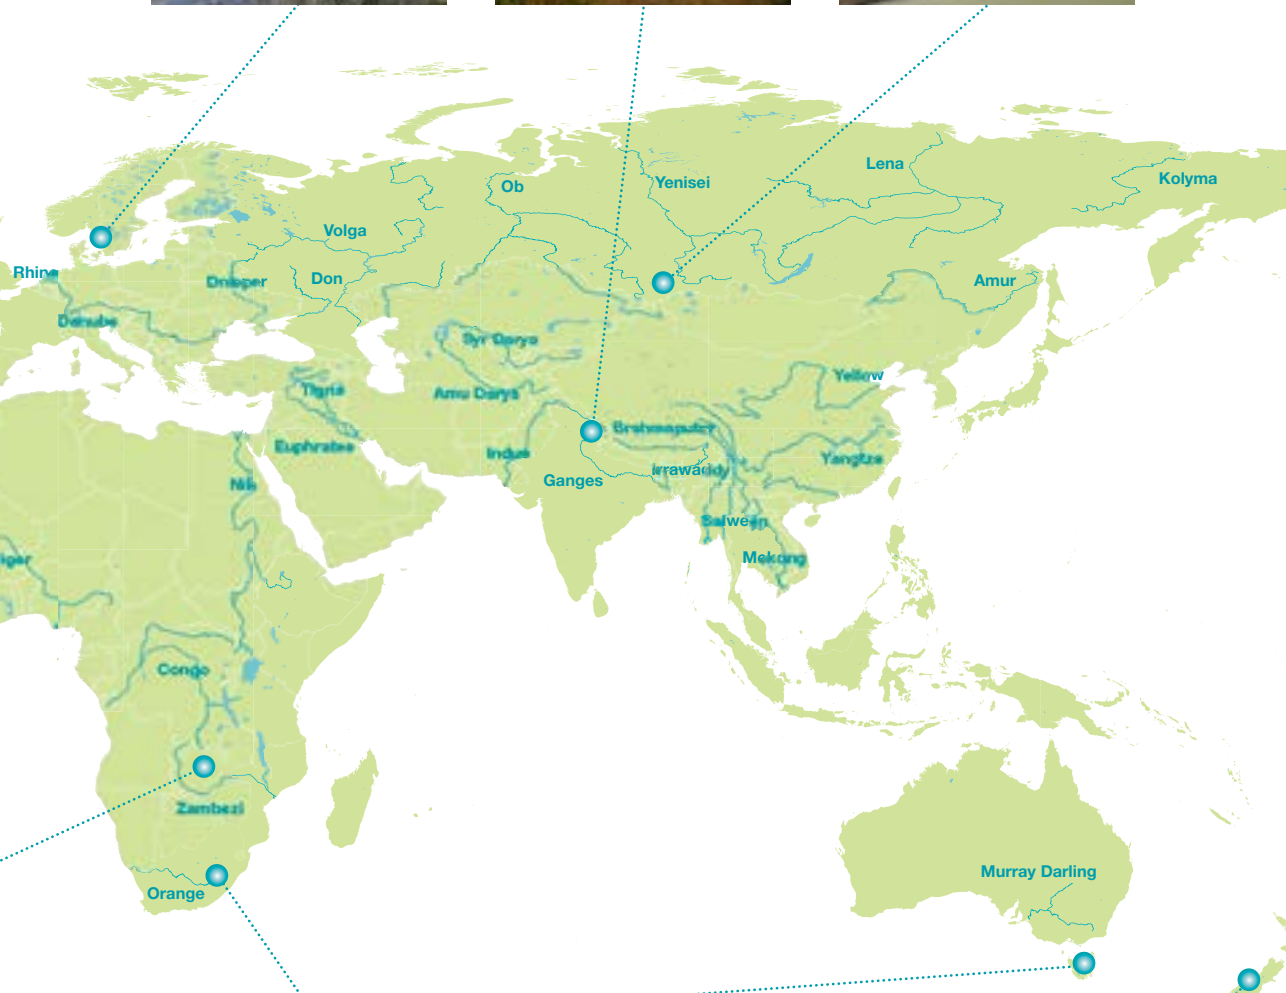 Lena
Kolyma
Yenisei
Ob
Volga
Rhine
Dnieper
Don
Amur
Danube
Syr Darya
Yellow
Tigris
Amu Darya
Brahmaputra
Euphrates
Indus
Yangtze
Irrawaddy
Ganges
Nile
Salween
Mekong
iger
Congo
Zambezi
Murray Darling
Orange